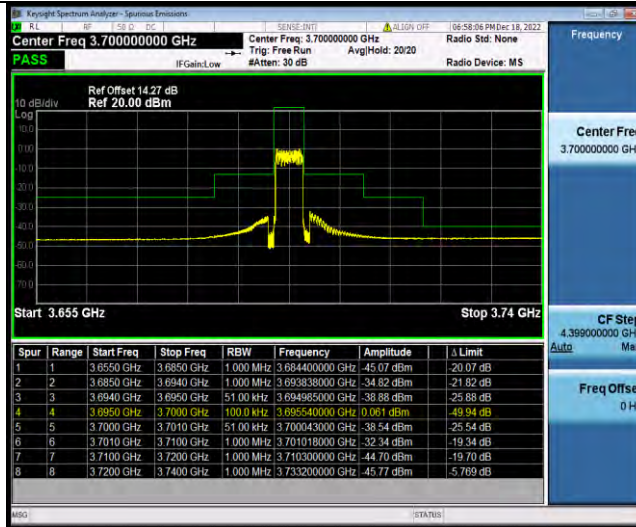 Keysight Spectrum Analyzer - Spurious Emissions
RL RF 50 Ω DC SENSE:INT ALIGN OFF 06:58:06 PM Dec 18, 2022
Center Freq 3.700000000 GHz
Center Freq: 3.700000000 GHz
Radio Std: None
Trig: Free Run Avg|Hold: 20/20
PASS
IFGain:Low #Atten: 30 dB Radio Device: MS
Ref Offset 14.27 dB
10 dB/div Ref 20.00 dBm
Log
10.0
0.00
-10.0
-20.0
-30.0
-40.0
-50.0
-60.0
-70.0
Start 3.655 GHz Stop 3.74 GHz
Spur Range Start Freq Stop Freq RBW Frequency Amplitude Δ Limit
1 1 3.6550 GHz 3.6850 GHz 1.000 MHz 3.684400000 GHz -45.07 dBm -20.07 dB
2 2 3.6850 GHz 3.6940 GHz 1.000 MHz 3.693838000 GHz -34.82 dBm -21.82 dB
3 3 3.6940 GHz 3.6950 GHz 51.00 kHz 3.694985000 GHz -38.88 dBm -25.88 dB
4 4 3.6950 GHz 3.7000 GHz 100.0 kHz 3.695540000 GHz 0.061 dBm -49.94 dB
5 5 3.7000 GHz 3.7010 GHz 51.00 kHz 3.700043000 GHz -38.54 dBm -25.54 dB
6 6 3.7010 GHz 3.7100 GHz 1.000 MHz 3.701018000 GHz -32.34 dBm -19.34 dB
7 7 3.7100 GHz 3.7200 GHz 1.000 MHz 3.710300000 GHz -44.70 dBm -19.70 dB
8 8 3.7200 GHz 3.7400 GHz 1.000 MHz 3.733200000 GHz -45.77 dBm -5.769 dB
MSG STATUS
Frequency
Center Fre
3.700000000 GH
CF Step
4.399000000 GH
Auto Ma
Freq Offse
0 H